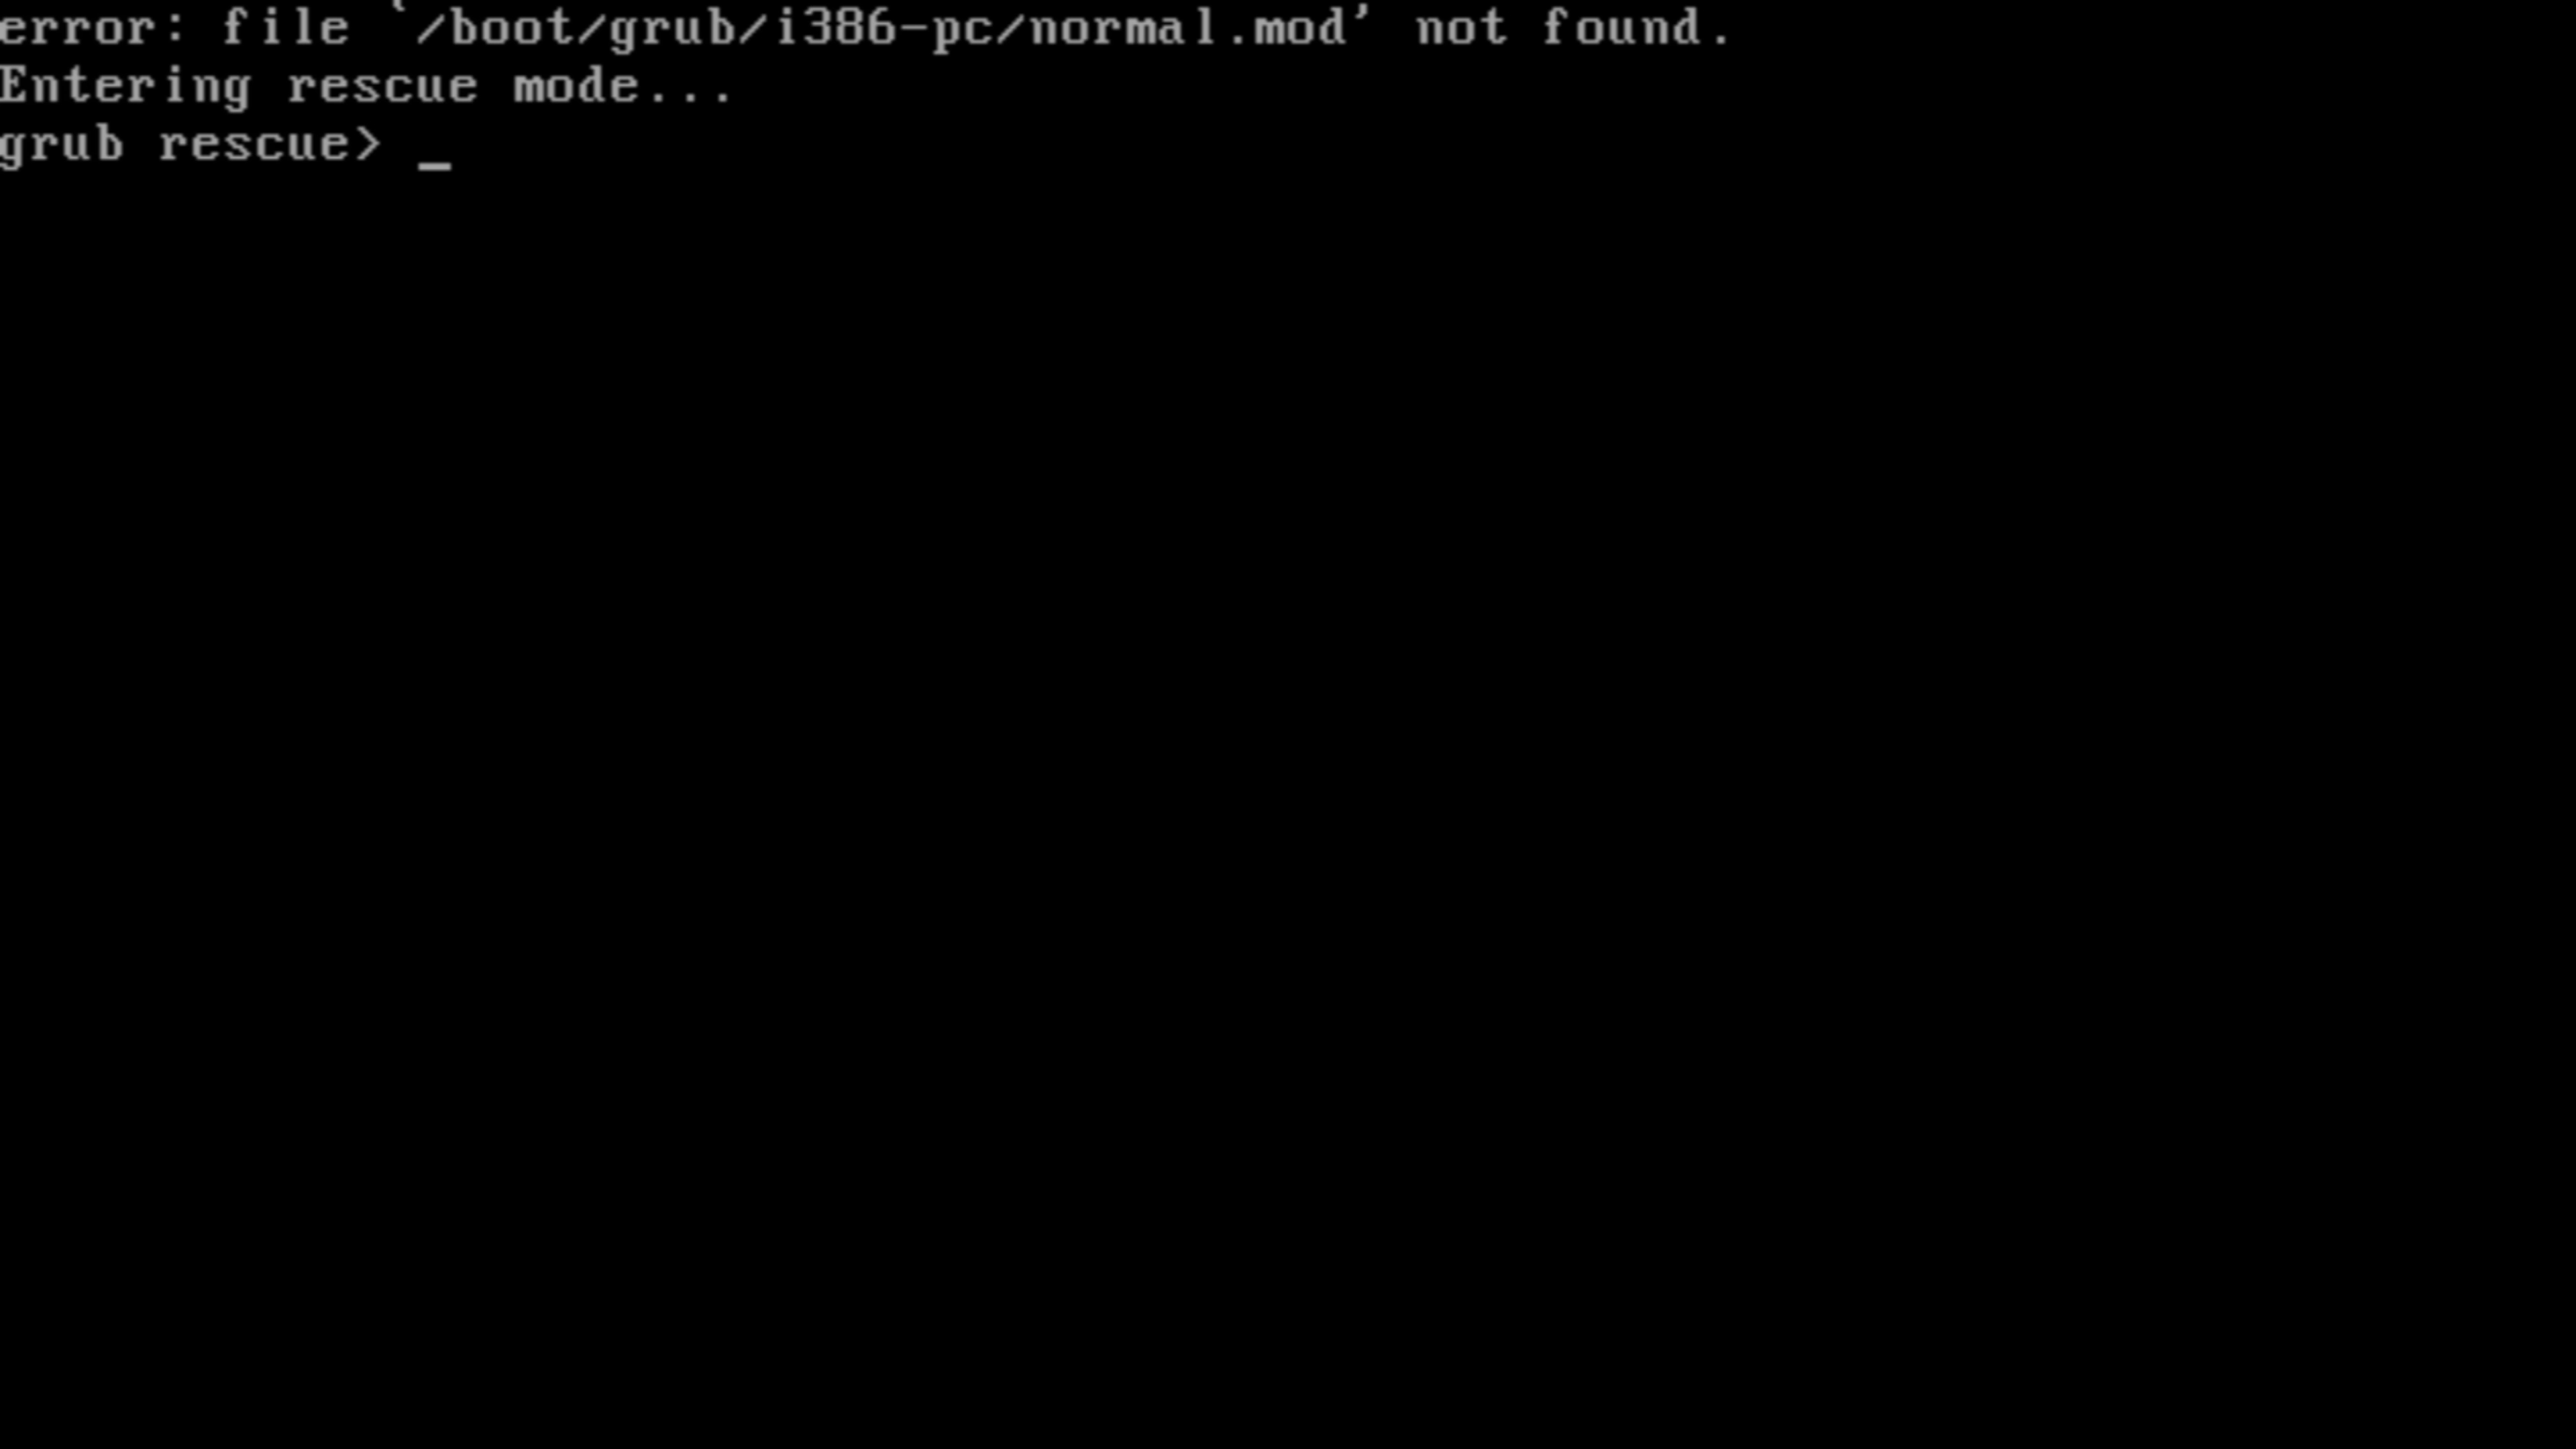 error: file `/boot/grub/i386-pc/normal.mod' not found.
Entering rescue mode...
grub rescue> _